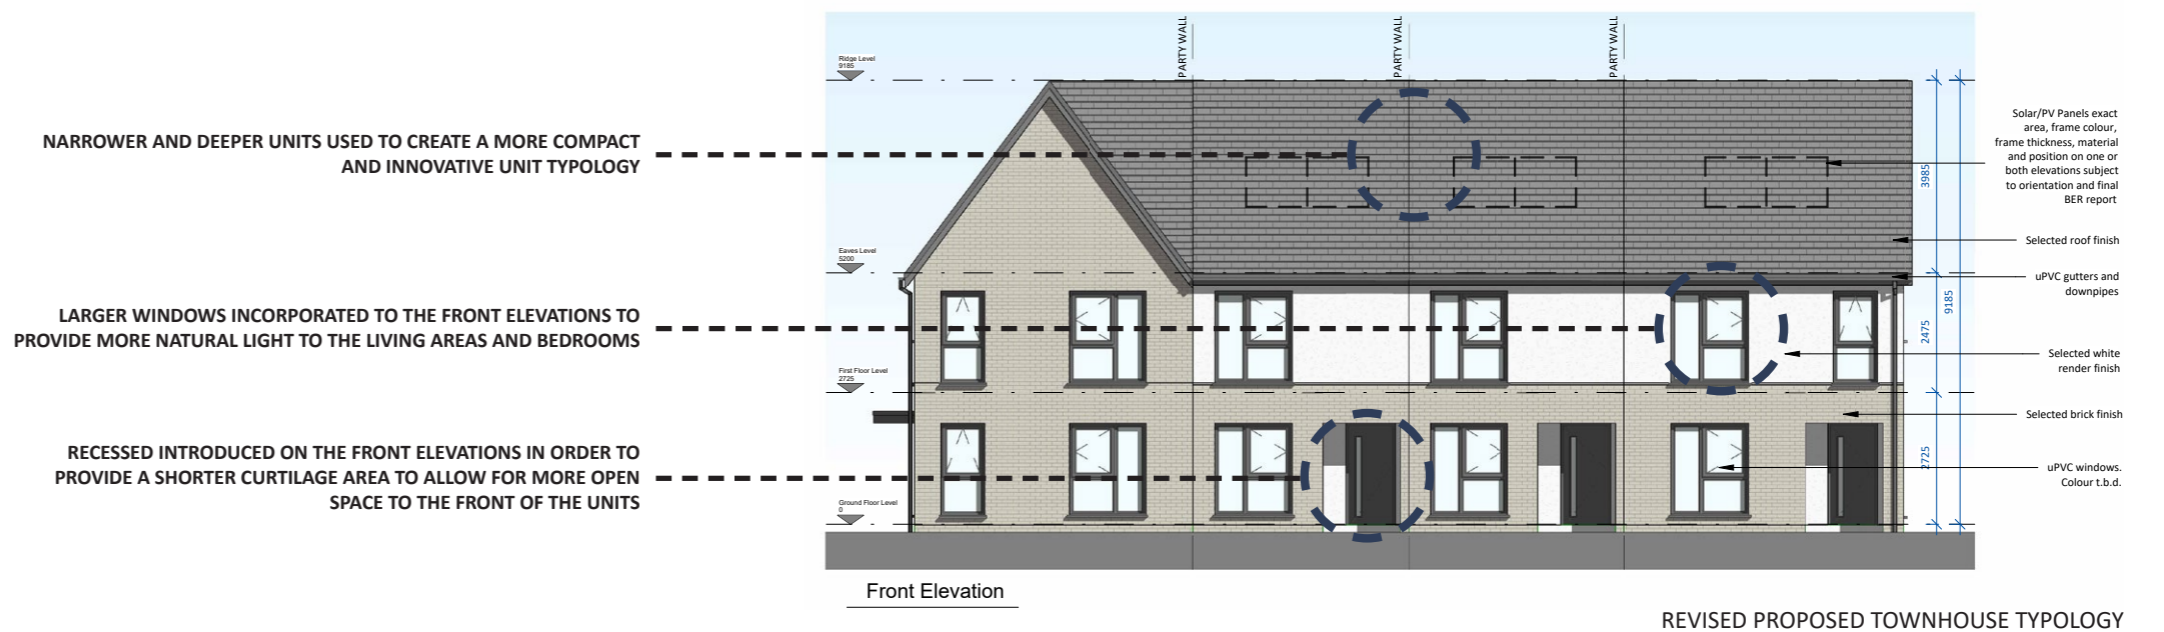 NARROWER AND DEEPER UNITS USED TO CREATE A MORE COMPACT
AND INNOVATIVE UNIT TYPOLOGY
LARGER WINDOWS INCORPORATED TO THE FRONT ELEVATIONS TO
PROVIDE MORE NATURAL LIGHT TO THE LIVING AREAS AND BEDROOMS
RECESSED INTRODUCED ON THE FRONT ELEVATIONS IN ORDER TO
PROVIDE A SHORTER CURTILAGE AREA TO ALLOW FOR MORE OPEN
SPACE TO THE FRONT OF THE UNITS
PARTY WALL
PARTY WALL
PARTY WALL
Ridge Level
9185
Eaves Level
5200
First Floor Level
2725
Ground Floor Level
0
3985
2475
2725
9185
Solar/PV Panels exact
area, frame colour,
frame thickness, material
and position on one or
both elevations subject
to orientation and final
BER report
Selected roof finish
uPVC gutters and
downpipes
Selected white
render finish
Selected brick finish
uPVC windows.
Colour t.b.d.
Front Elevation
REVISED PROPOSED TOWNHOUSE TYPOLOGY